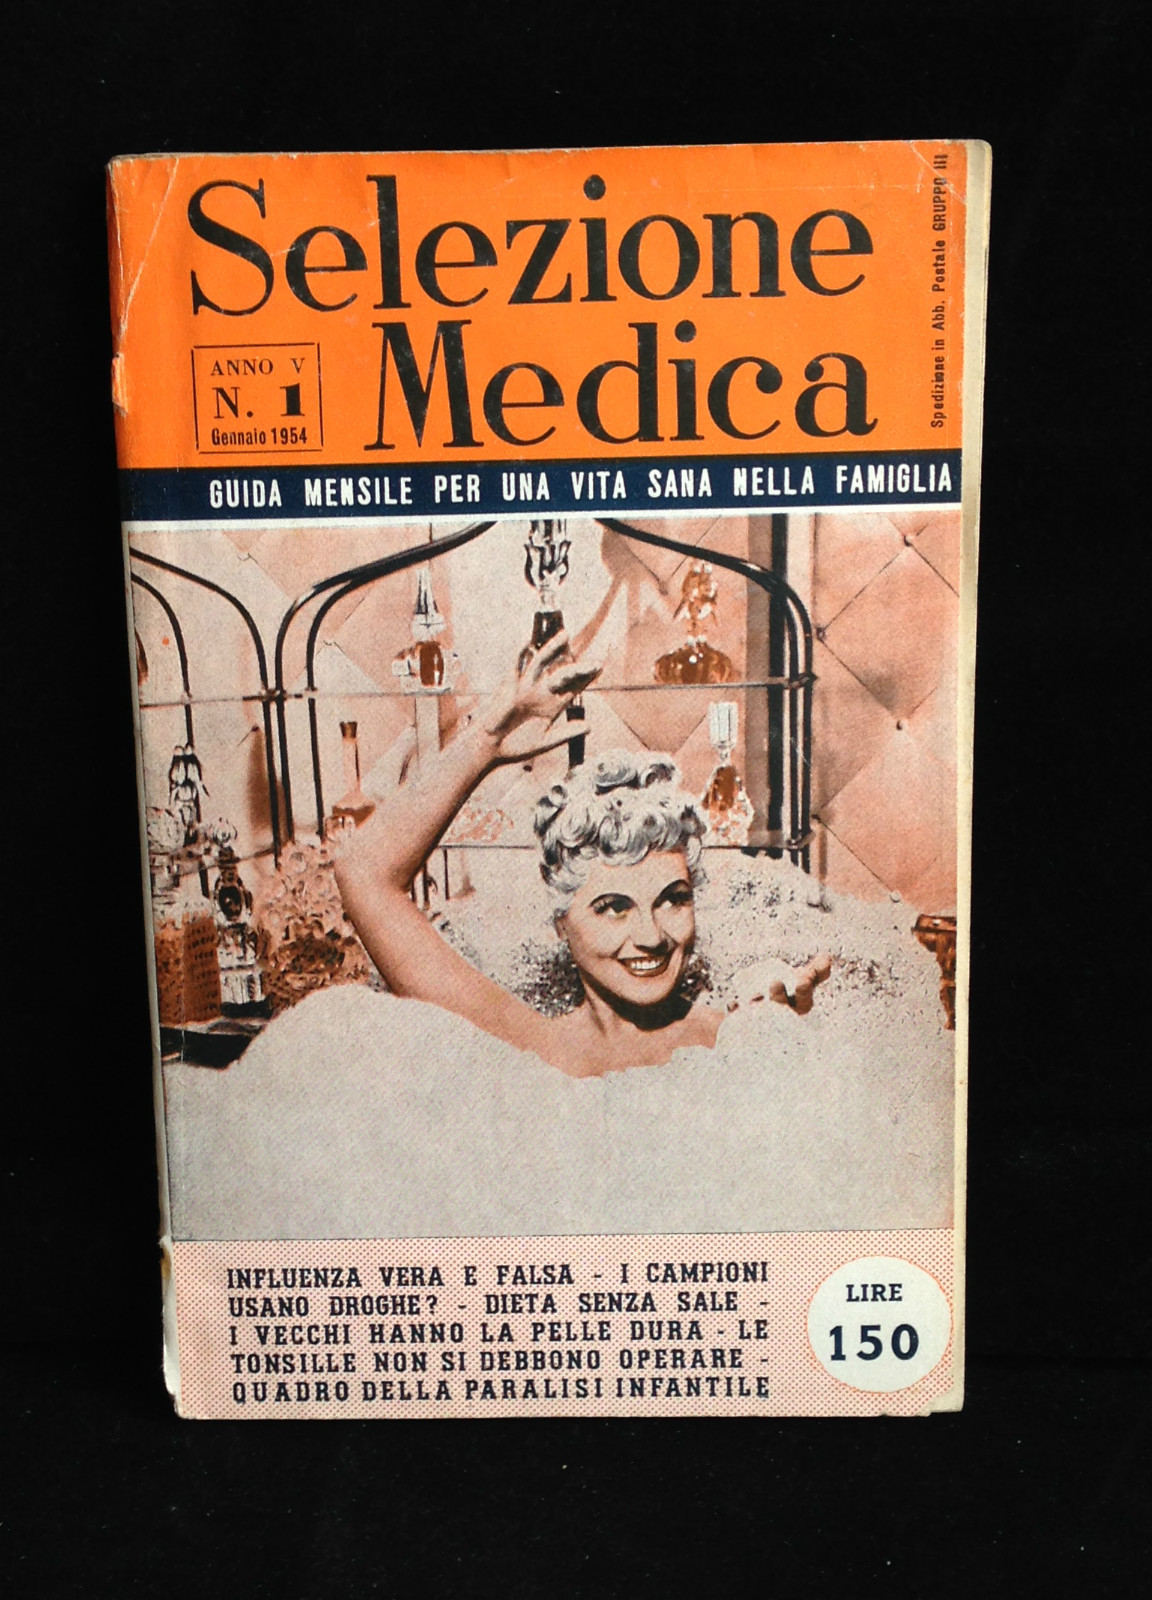 Selezione
Medica
Spedizione in Abb. Postale GRUPPO III
ANNO V
N. 1
Gennaio 1954
GUIDA MENSILE PER UNA VITA SANA NELLA FAMIGLIA
INFLUENZA VERA E FALSA - I CAMPIONI
USANO DROGHE? - DIETA SENZA SALE -
I VECCHI HANNO LA PELLE DURA - LE
TONSILLE NON SI DEBBONO OPERARE -
QUADRO DELLA PARALISI INFANTILE
LIRE
150